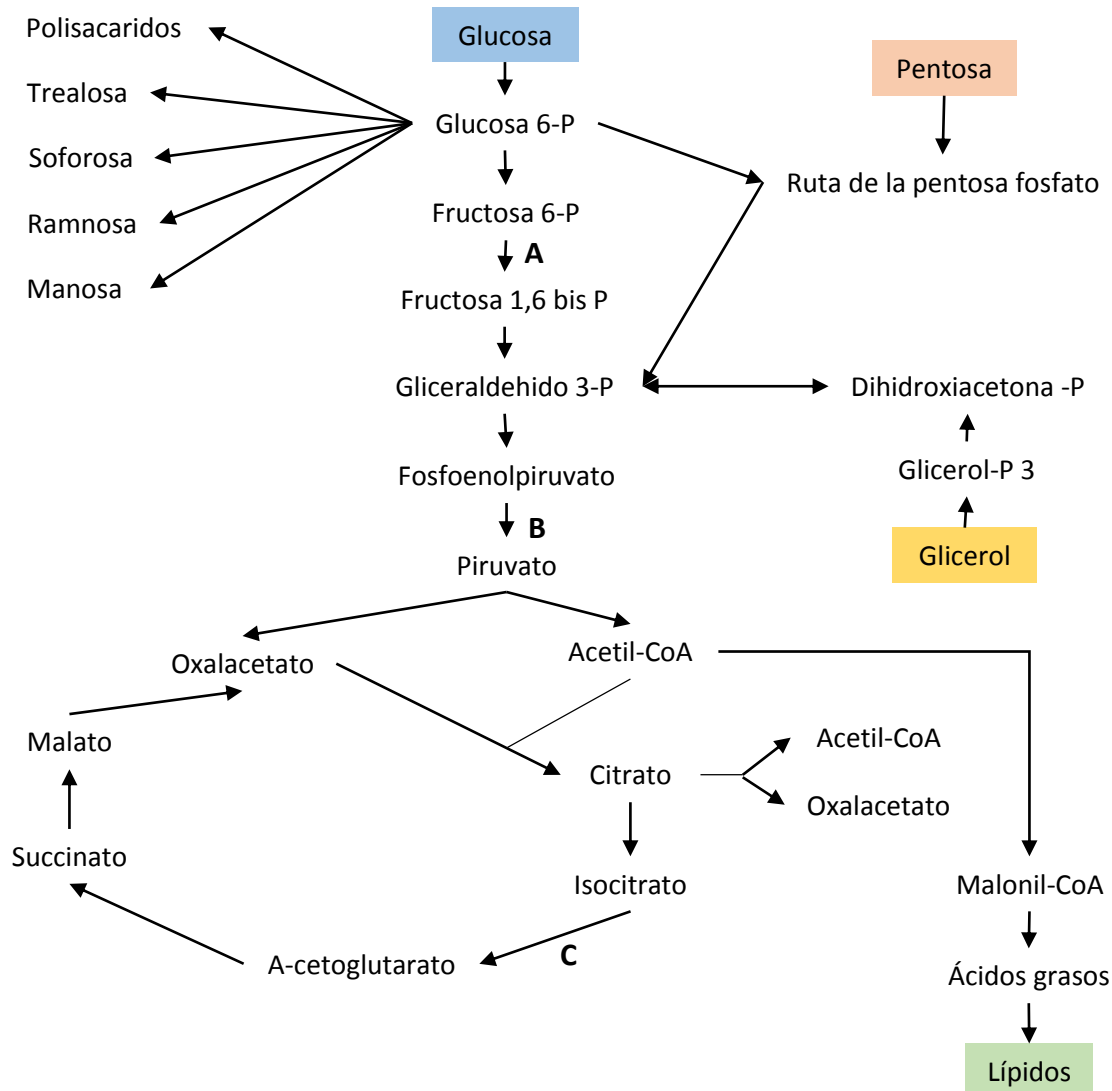 Polisacaridos
Glucosa
Pentosa
Trealosa
Glucosa 6-P
Soforosa
Ruta de la pentosa fosfato
Ramnosa
Fructosa 6-P
A
Manosa
Fructosa 1,6 bis P
Gliceraldehido 3-P
Dihidroxiacetona -P
Fosfoenolpiruvato
Glicerol-P 3
B
Glicerol
Piruvato
Oxalacetato
Acetil-CoA
Malato
Acetil-CoA
Citrato
Oxalacetato
Succinato
Isocitrato
Malonil-CoA
C
A-cetoglutarato
Ácidos grasos
Lípidos